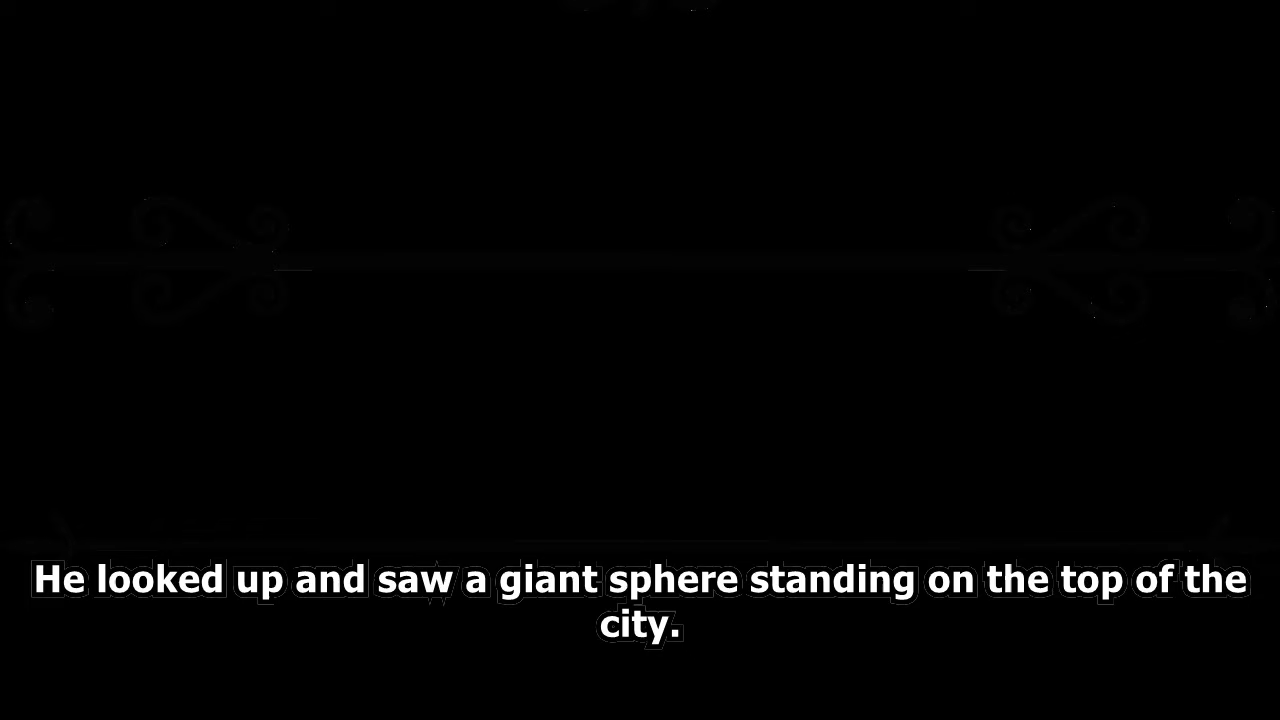 He looked up and saw a giant sphere standing on the top of the
city.